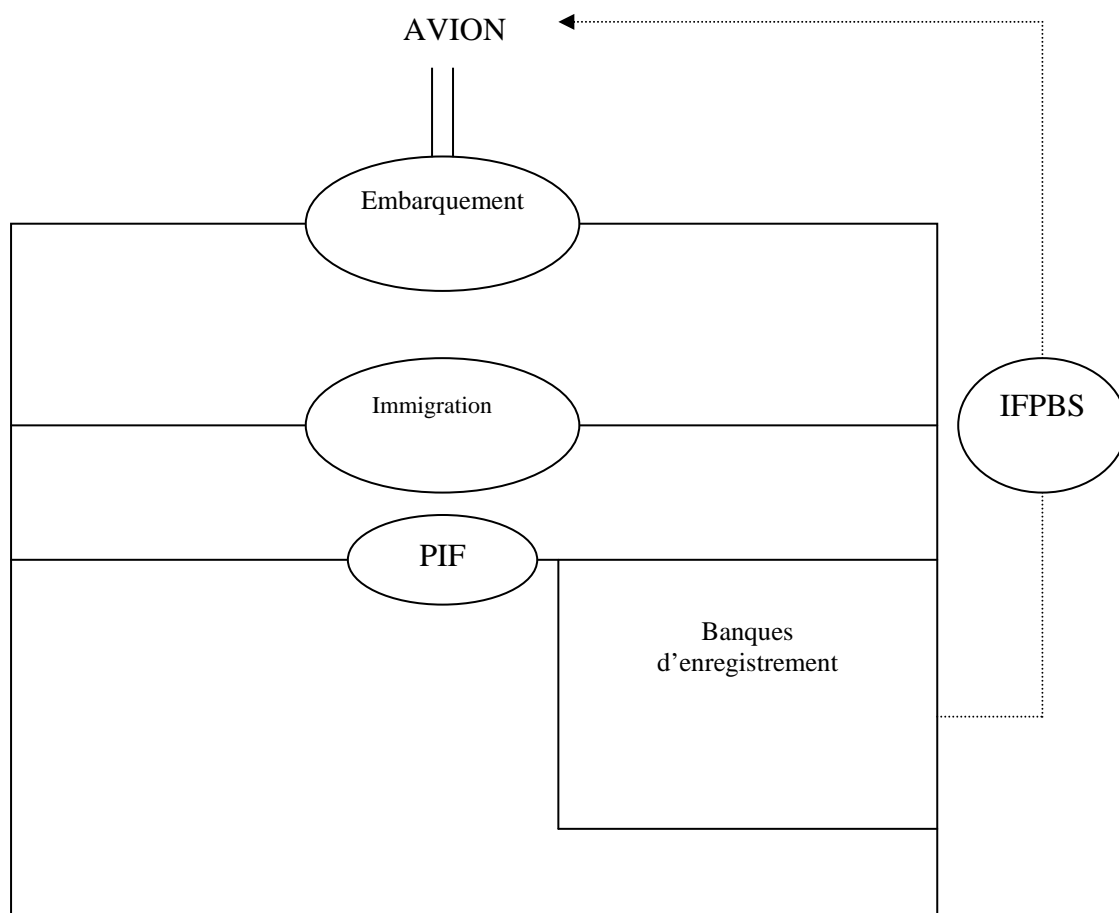 AVION
Embarquement
Immigration
IFPBS
PIF
Banques
d'enregistrement